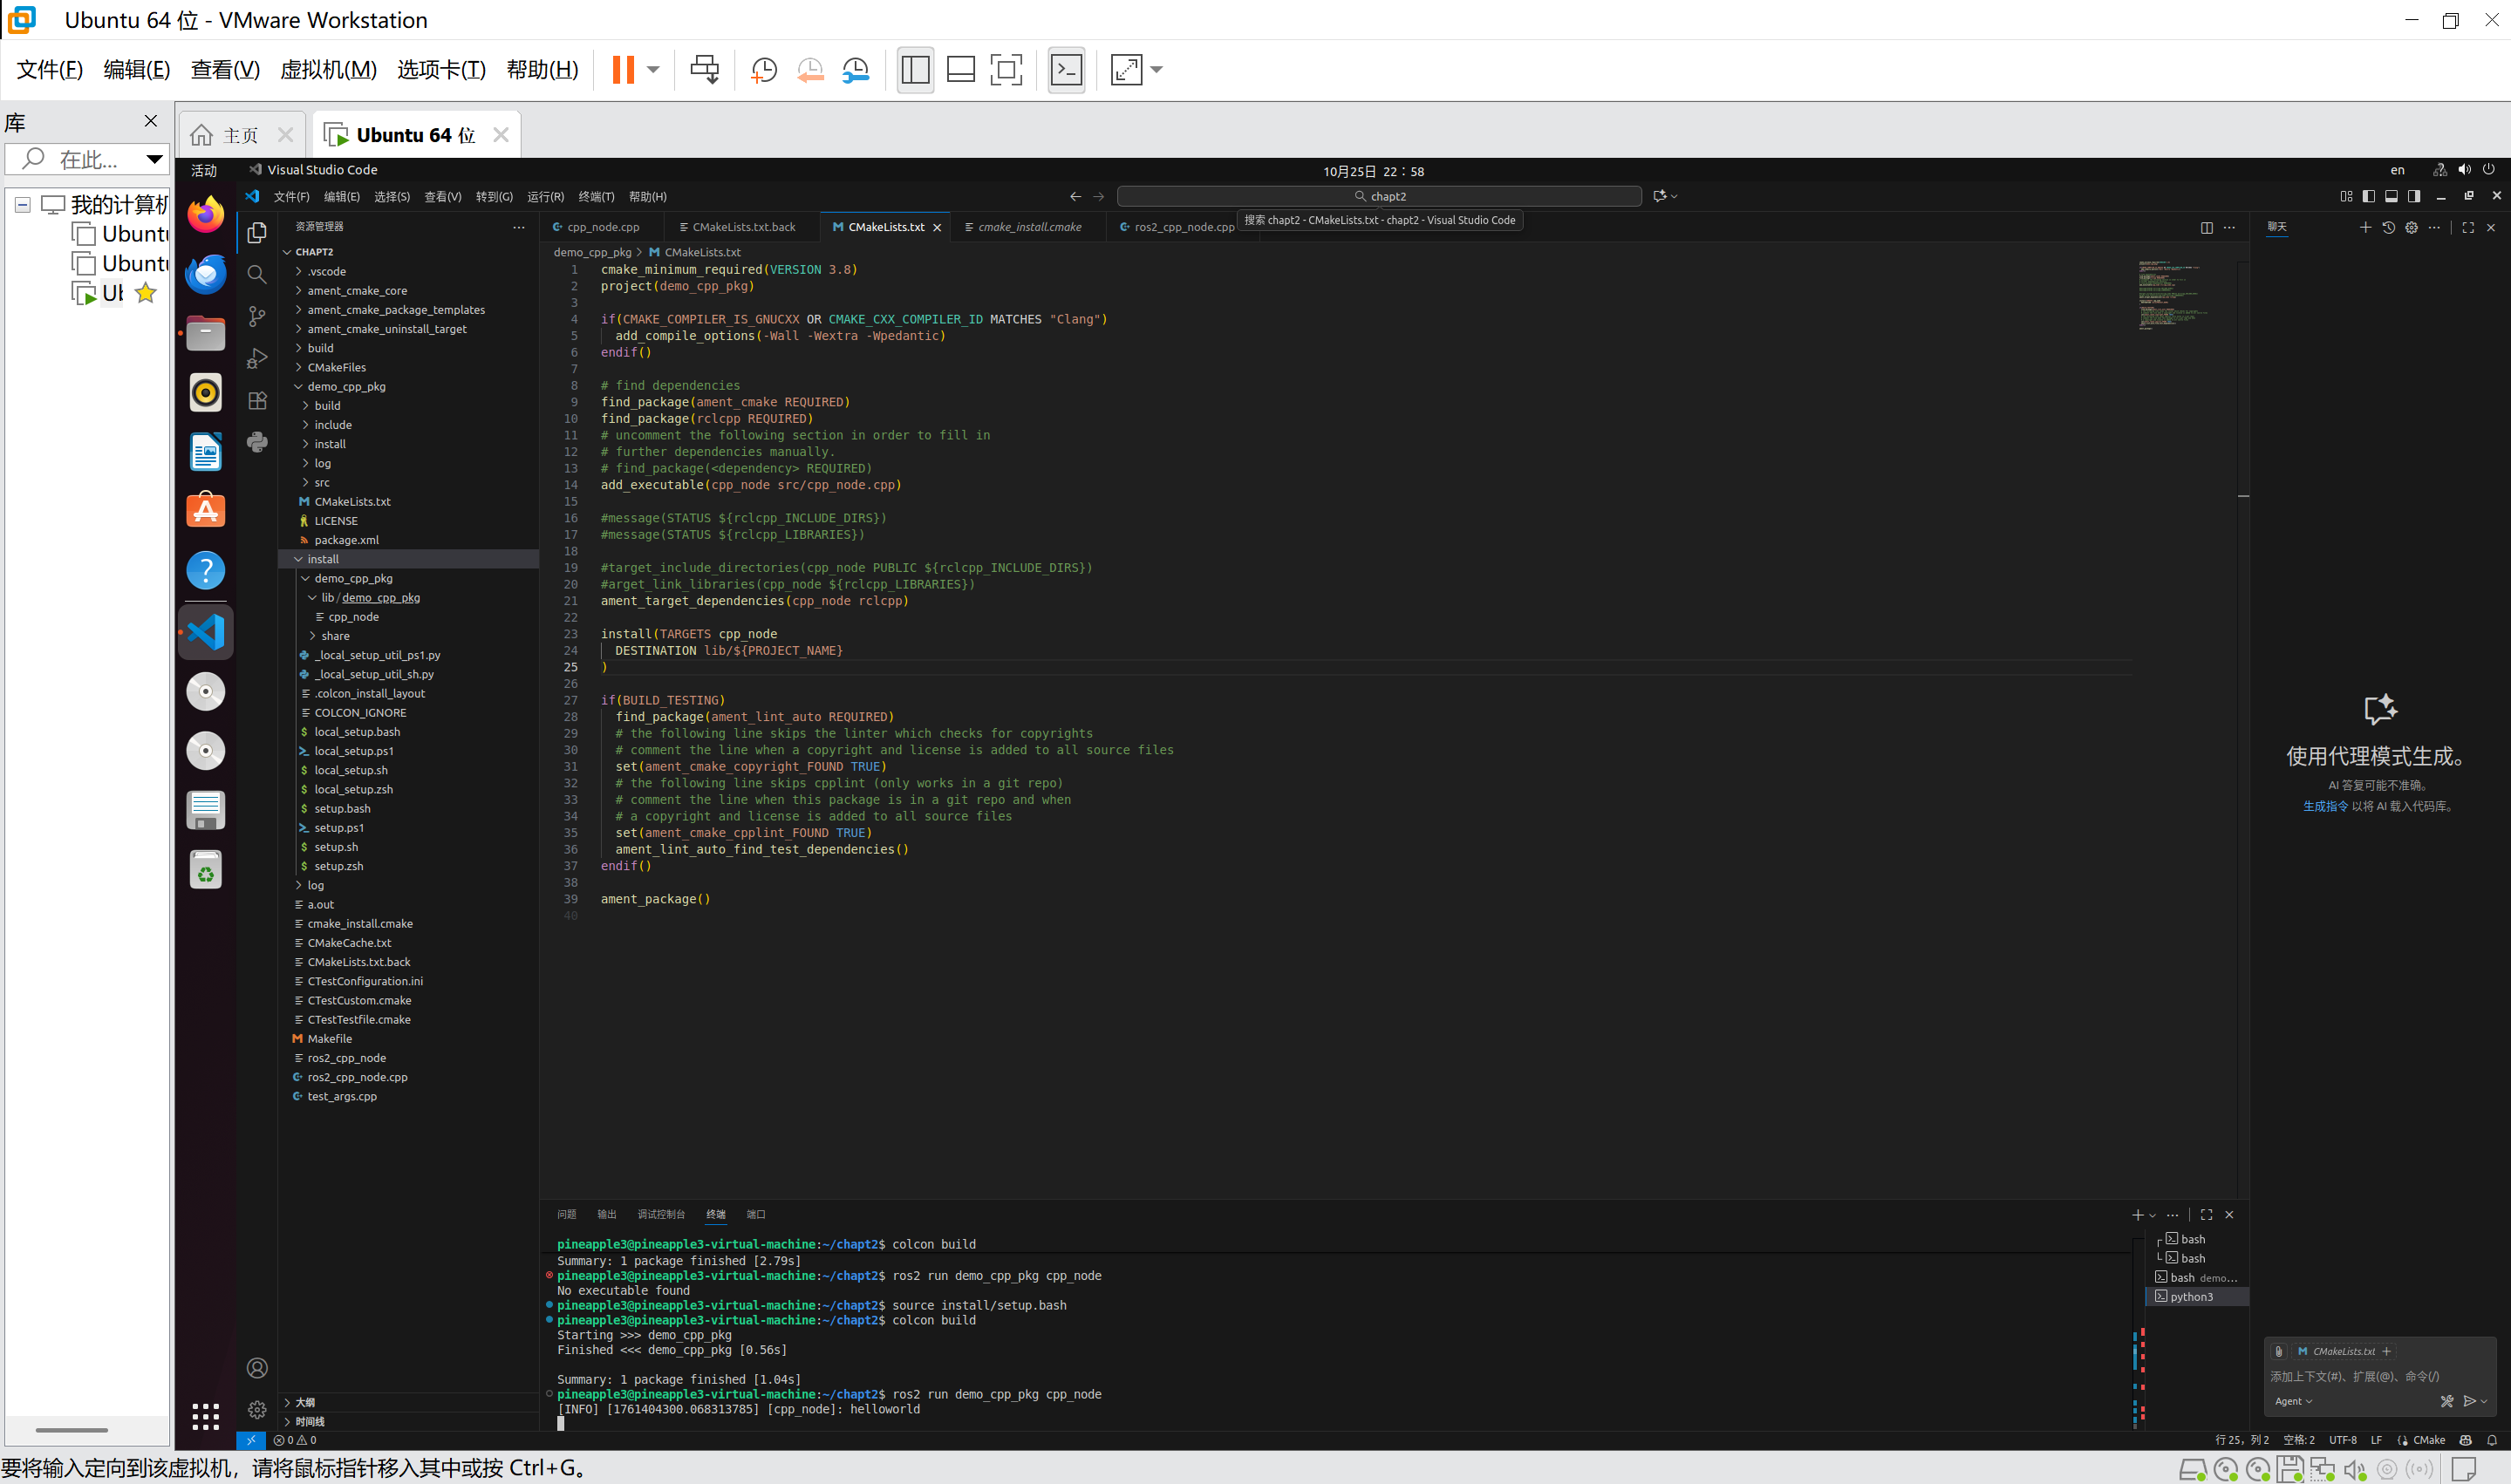 Ubuntu 64 位 - VMware Workstation
文件(F) 编辑(E) 查看(V) 虚拟机(M) 选项卡(T) 帮助(H)
库
在此...
我的计算机
主页
Ubuntu 64 位
活动
Visual Studio Code
10月25日 22：58
en
文件(F) 编辑(E) 选择(S) 查看(V) 转到(G) 运行(R) 终端(T) 帮助(H)
chapt2
搜索 chapt2 - CMakeLists.txt - chapt2 - Visual Studio Code
资源管理器
CHAPT2
.vscode
ament_cmake_core
ament_cmake_package_templates
ament_cmake_uninstall_target
build
CMakeFiles
demo_cpp_pkg
build
include
install
log
src
CMakeLists.txt
LICENSE
package.xml
install
demo_cpp_pkg
lib/demo_cpp_pkg
cpp_node
share
_local_setup_util_ps1.py
_local_setup_util_sh.py
.colcon_install_layout
COLCON_IGNORE
local_setup.bash
local_setup.ps1
local_setup.sh
local_setup.zsh
setup.bash
setup.ps1
setup.sh
setup.zsh
log
a.out
cmake_install.cmake
CMakeCache.txt
CMakeLists.txt.back
CTestConfiguration.ini
CTestCustom.cmake
CTestTestfile.cmake
Makefile
ros2_cpp_node
ros2_cpp_node.cpp
test_args.cpp
大纲
时间线
cpp_node.cpp CMakeLists.txt.back CMakeLists.txt cmake_install.cmake ros2_cpp_node.cpp
demo_cpp_pkg > CMakeLists.txt
1 cmake_minimum_required(VERSION 3.8)
2 project(demo_cpp_pkg)
3
4 if(CMAKE_COMPILER_IS_GNUCXX OR CMAKE_CXX_COMPILER_ID MATCHES "Clang")
5 add_compile_options(-Wall -Wextra -Wpedantic)
6 endif()
7
8 # find dependencies
9 find_package(ament_cmake REQUIRED)
10 find_package(rclcpp REQUIRED)
11 # uncomment the following section in order to fill in
12 # further dependencies manually.
13 # find_package(<dependency> REQUIRED)
14 add_executable(cpp_node src/cpp_node.cpp)
15
16 #message(STATUS ${rclcpp_INCLUDE_DIRS})
17 #message(STATUS ${rclcpp_LIBRARIES})
18
19 #target_include_directories(cpp_node PUBLIC ${rclcpp_INCLUDE_DIRS})
20 #arget_link_libraries(cpp_node ${rclcpp_LIBRARIES})
21 ament_target_dependencies(cpp_node rclcpp)
22
23 install(TARGETS cpp_node
24 DESTINATION lib/${PROJECT_NAME}
25 )
26
27 if(BUILD_TESTING)
28 find_package(ament_lint_auto REQUIRED)
29 # the following line skips the linter which checks for copyrights
30 # comment the line when a copyright and license is added to all source files
31 set(ament_cmake_copyright_FOUND TRUE)
32 # the following line skips cpplint (only works in a git repo)
33 # comment the line when this package is in a git repo and when
34 # a copyright and license is added to all source files
35 set(ament_cmake_cpplint_FOUND TRUE)
36 ament_lint_auto_find_test_dependencies()
37 endif()
38
39 ament_package()
40
问题 输出 调试控制台 终端 端口
pineapple3@pineapple3-virtual-machine:~/chapt2$ colcon build
Summary: 1 package finished [2.79s]
pineapple3@pineapple3-virtual-machine:~/chapt2$ ros2 run demo_cpp_pkg cpp_node
No executable found
pineapple3@pineapple3-virtual-machine:~/chapt2$ source install/setup.bash
pineapple3@pineapple3-virtual-machine:~/chapt2$ colcon build
Starting >>> demo_cpp_pkg
Finished <<< demo_cpp_pkg [0.56s]
Summary: 1 package finished [1.04s]
pineapple3@pineapple3-virtual-machine:~/chapt2$ ros2 run demo_cpp_pkg cpp_node
[INFO] [1761404300.068313785] [cpp_node]: helloworld
bash
bash
bash demo...
python3
聊天
使用代理模式生成。
AI 答复可能不准确。
生成指令 以将 AI 载入代码库。
CMakeLists.txt
添加上下文(#)、扩展(@)、命令(/)
Agent
0 0
行 25，列 2 空格: 2 UTF-8 LF CMake
要将输入定向到该虚拟机，请将鼠标指针移入其中或按 Ctrl+G。